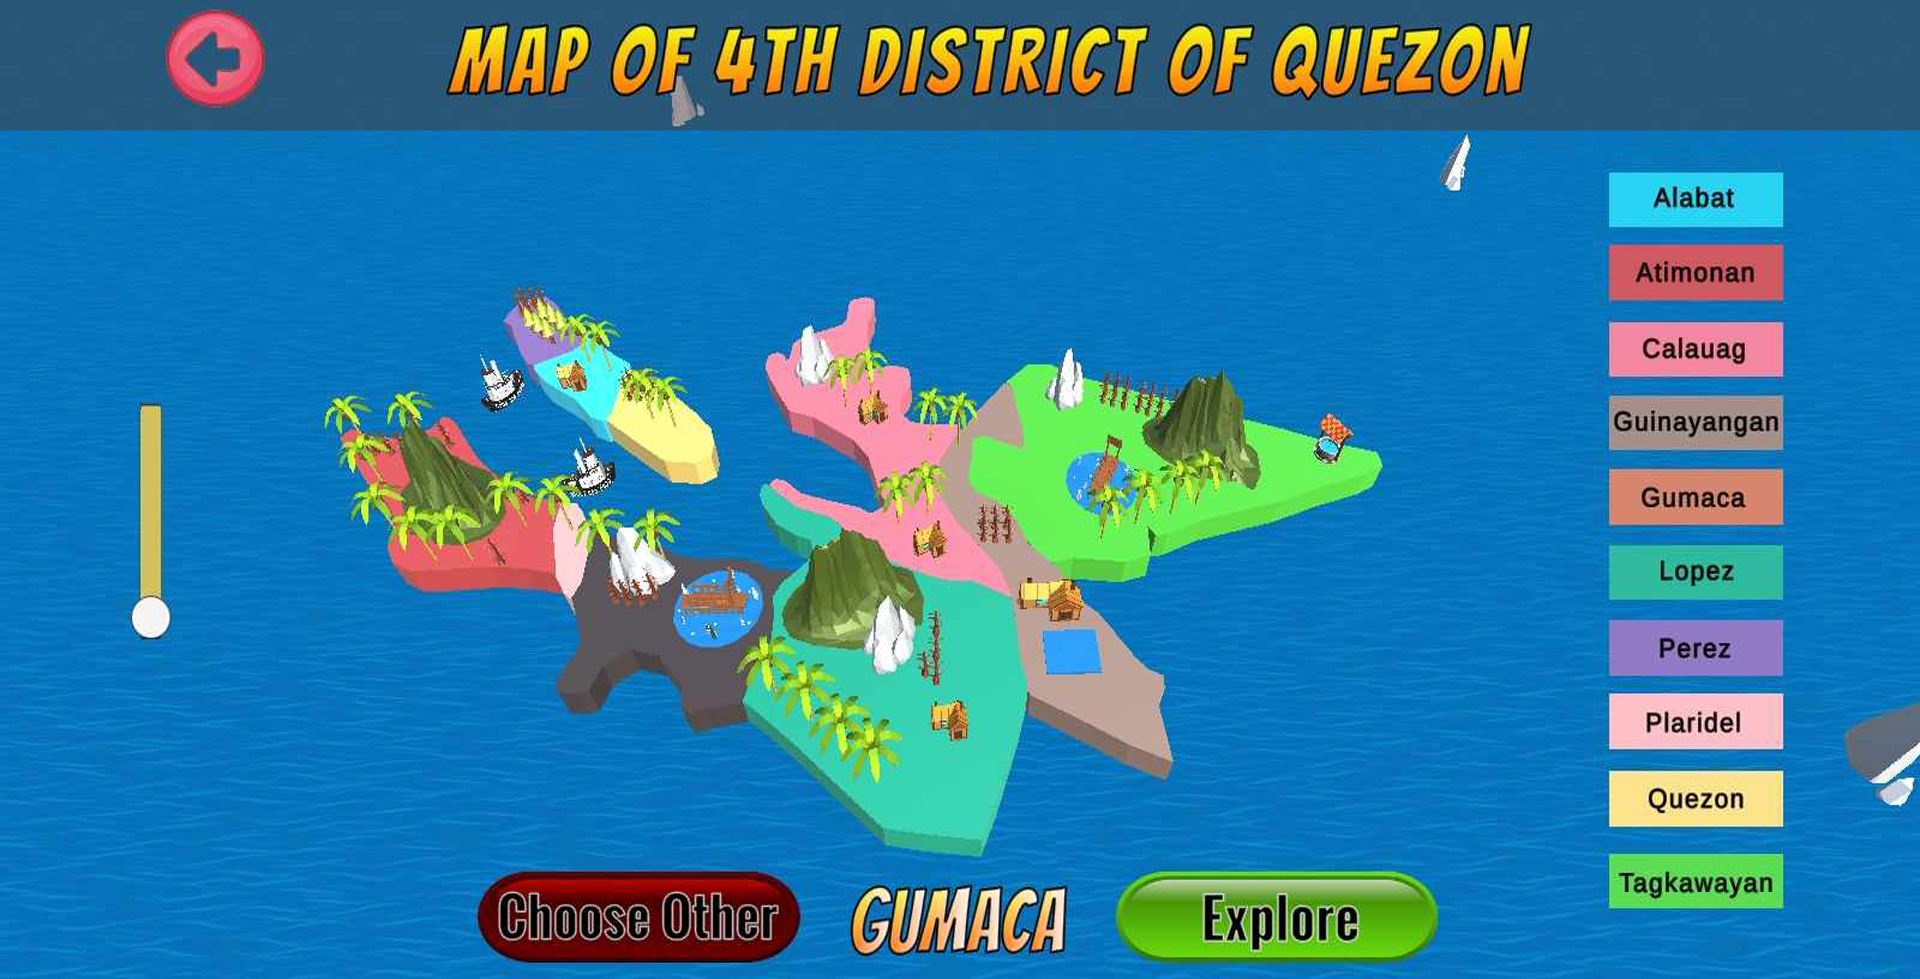 MAP OF 4TH DISTRICT OF QUEZON
Alabat
Atimonan
Calauag
Guinayangan
Gumaca
Lopez
Perez
Plaridel
Quezon
Tagkawayan
Choose Other
GUMACA
Explore